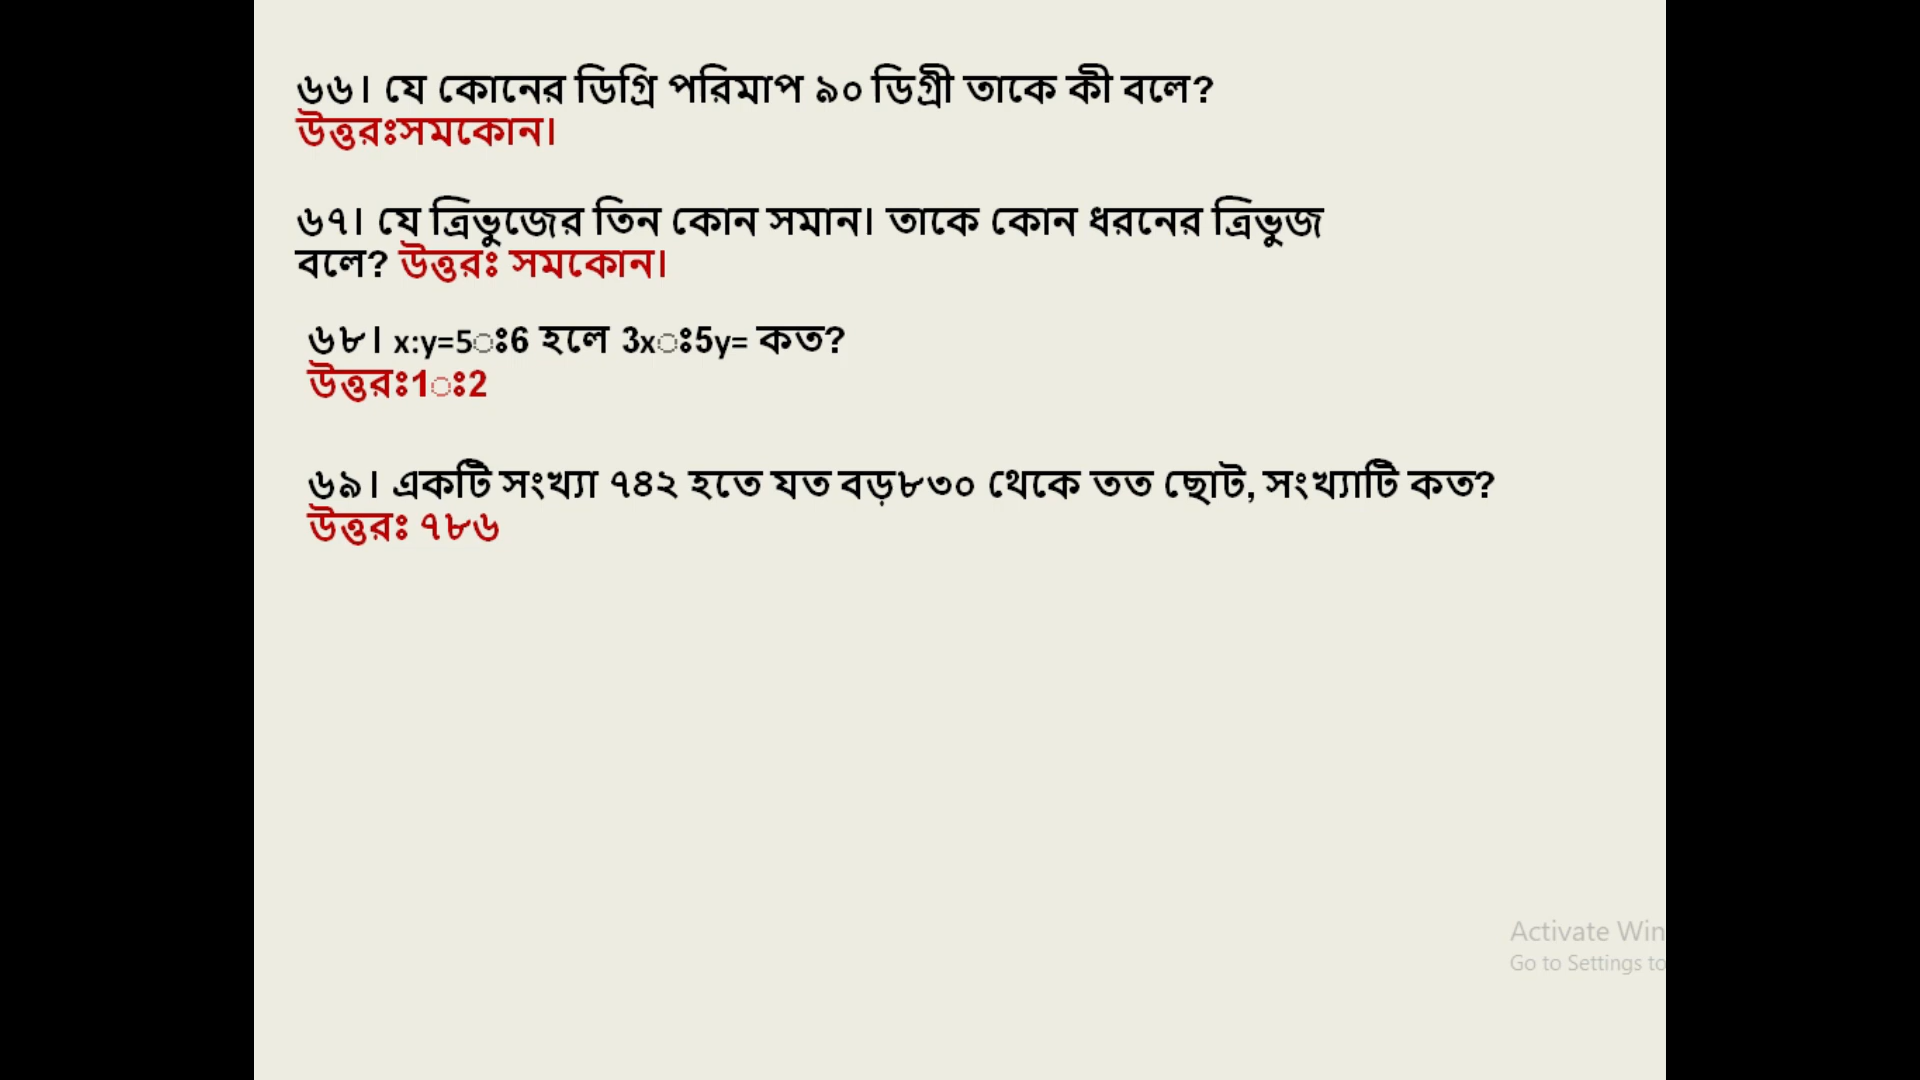 ৬৬। যে কোনের ডিগ্রি পরিমাপ ৯০ ডিগ্রী তাকে কী বলে?
উত্তরঃসমকোন।
৬৭। যে ত্রিভুজের তিন কোন সমান। তাকে কোন ধরনের ত্রিভুজ
বলে? উত্তরঃ সমকোন।
৬৮। x:y=5ঃ6 হলে 3xঃ5y= কত?
উত্তরঃ1ঃ2
৬৯। একটি সংখ্যা ৭৪২ হতে যত বড়৮৩০ থেকে তত ছোট, সংখ্যাটি কত?
উত্তরঃ ৭৮৬
Activate Win
Go to Settings to